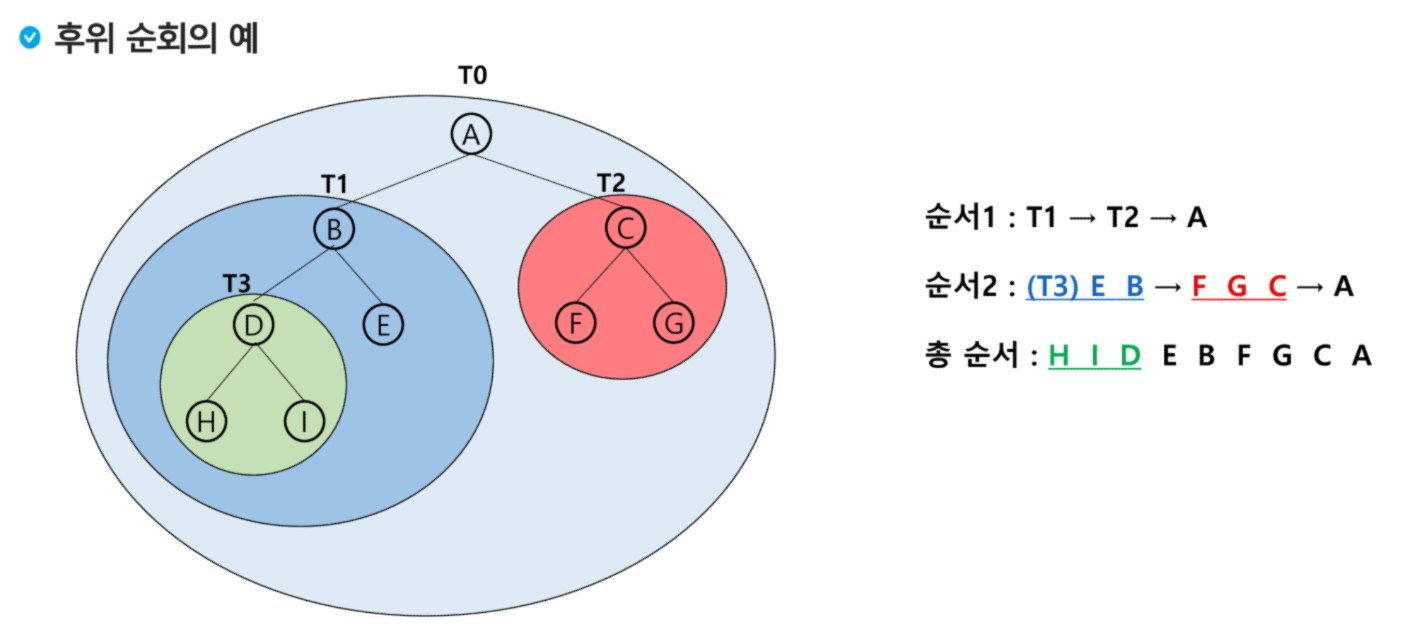 후위 순회의 예
T0
A
T1
T2
B
C
T3
D
E
F
G
H
I
순서1 : T1 → T2 → A
순서2 : (T3) E B → F G C → A
총 순서 : H I D E B F G C A